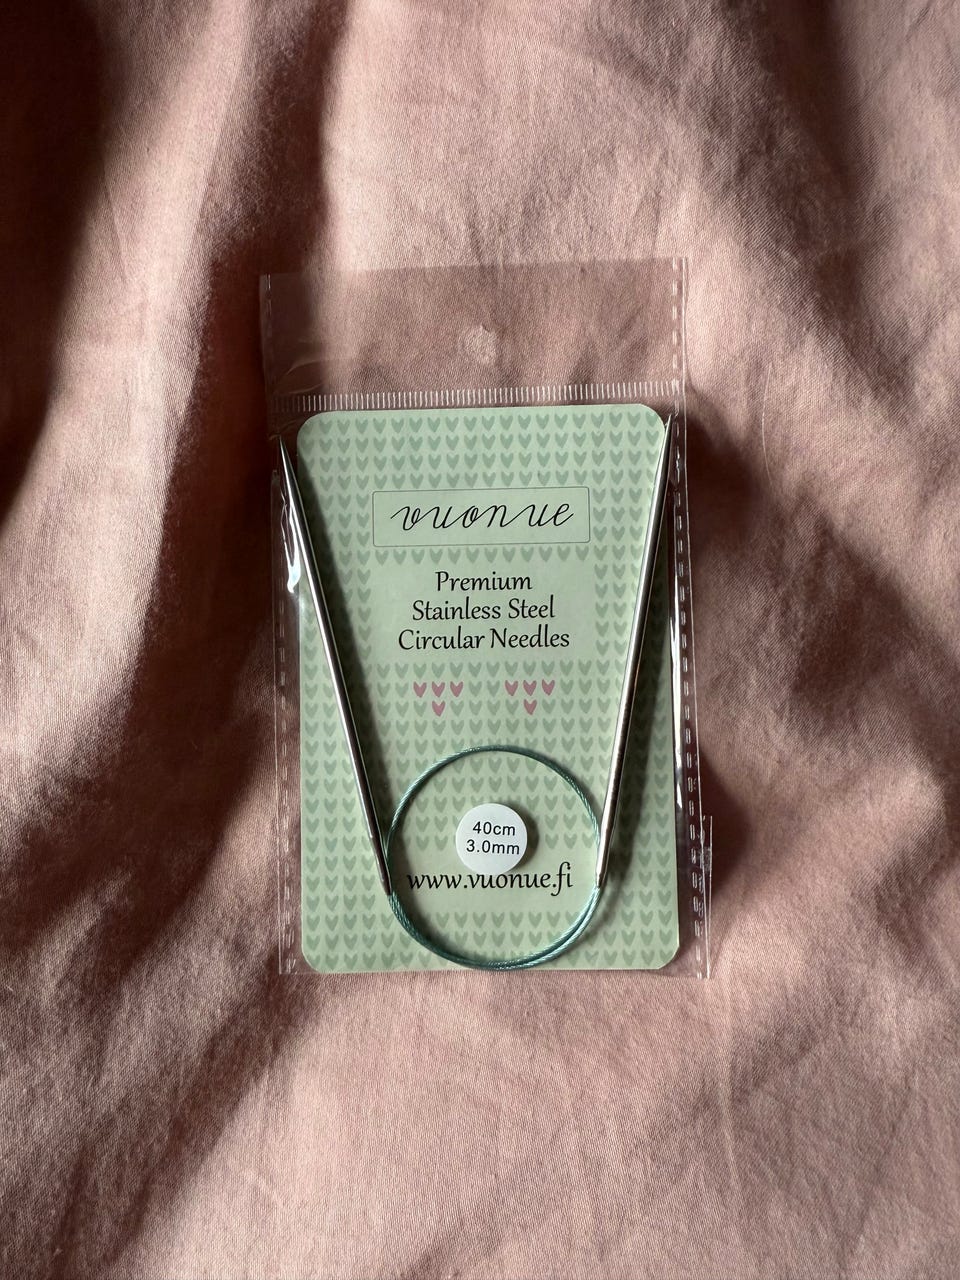 vuonue
Premium
Stainless Steel
Circular Needles
40cm
3.0mm
www.vuonue.fi